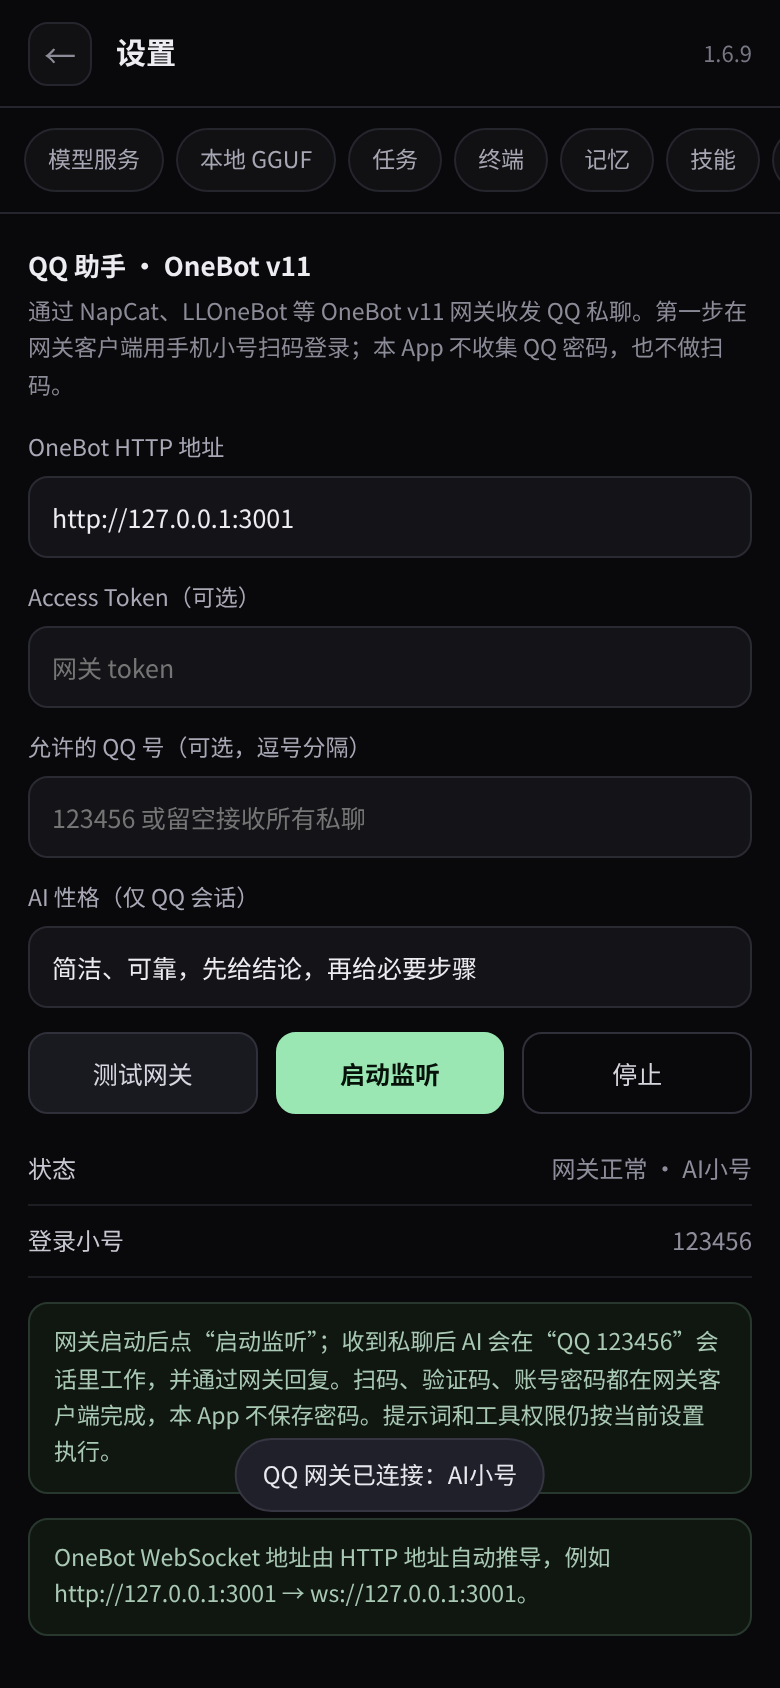 ← 设置
1.6.9
模型服务
本地 GGUF
任务
终端
记忆
技能
QQ 助手 · OneBot v11
通过 NapCat、LLOneBot 等 OneBot v11 网关收发 QQ 私聊。第一步在
网关客户端用手机小号扫码登录；本 App 不收集 QQ 密码，也不做扫
码。
OneBot HTTP 地址
http://127.0.0.1:3001
Access Token（可选）
网关 token
允许的 QQ 号（可选，逗号分隔）
123456 或留空接收所有私聊
AI 性格（仅 QQ 会话）
简洁、可靠，先给结论，再给必要步骤
测试网关
启动监听
停止
状态
网关正常 · AI小号
登录小号
123456
网关启动后点“启动监听”；收到私聊后 AI 会在“QQ 123456”会
话里工作，并通过网关回复。扫码、验证码、账号密码都在网关客
户端完成，本 App 不保存密码。提示词和工具权限仍按当前设置
执行。
QQ 网关已连接：AI小号
OneBot WebSocket 地址由 HTTP 地址自动推导，例如
http://127.0.0.1:3001 → ws://127.0.0.1:3001。